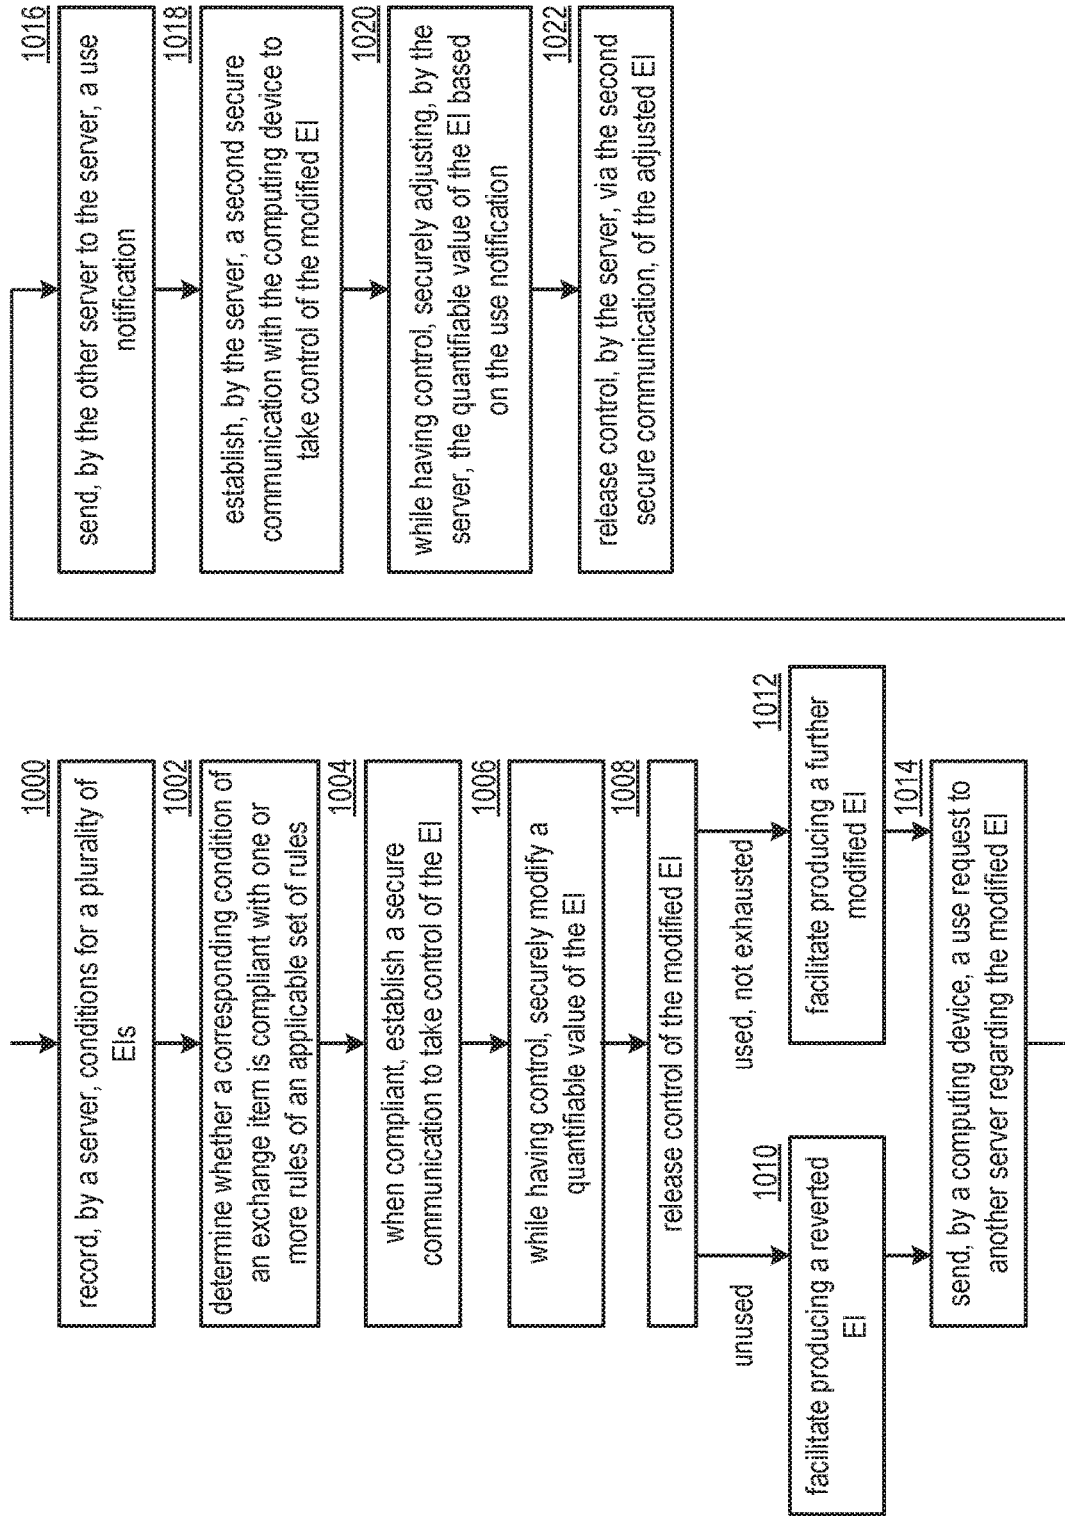 1000
record, by a server, conditions for a plurality of
EIs
1002
determine whether a corresponding condition of
an exchange item is compliant with one or
more rules of an applicable set of rules
1004
when compliant, establish a secure
communication to take control of the EI
1006
while having control, securely modify a
quantifiable value of the EI
1008
release control of the modified EI
unused
used, not exhausted
1010
facilitate producing a reverted
EI
1012
facilitate producing a further
modified EI
1014
send, by a computing device, a use request to
another server regarding the modified EI
1016
send, by the other server to the server, a use
notification
1018
establish, by the server, a second secure
communication with the computing device to
take control of the modified EI
1020
while having control, securely adjusting, by the
server, the quantifiable value of the EI based
on the use notification
1022
release control, by the server, via the second
secure communication, of the adjusted EI